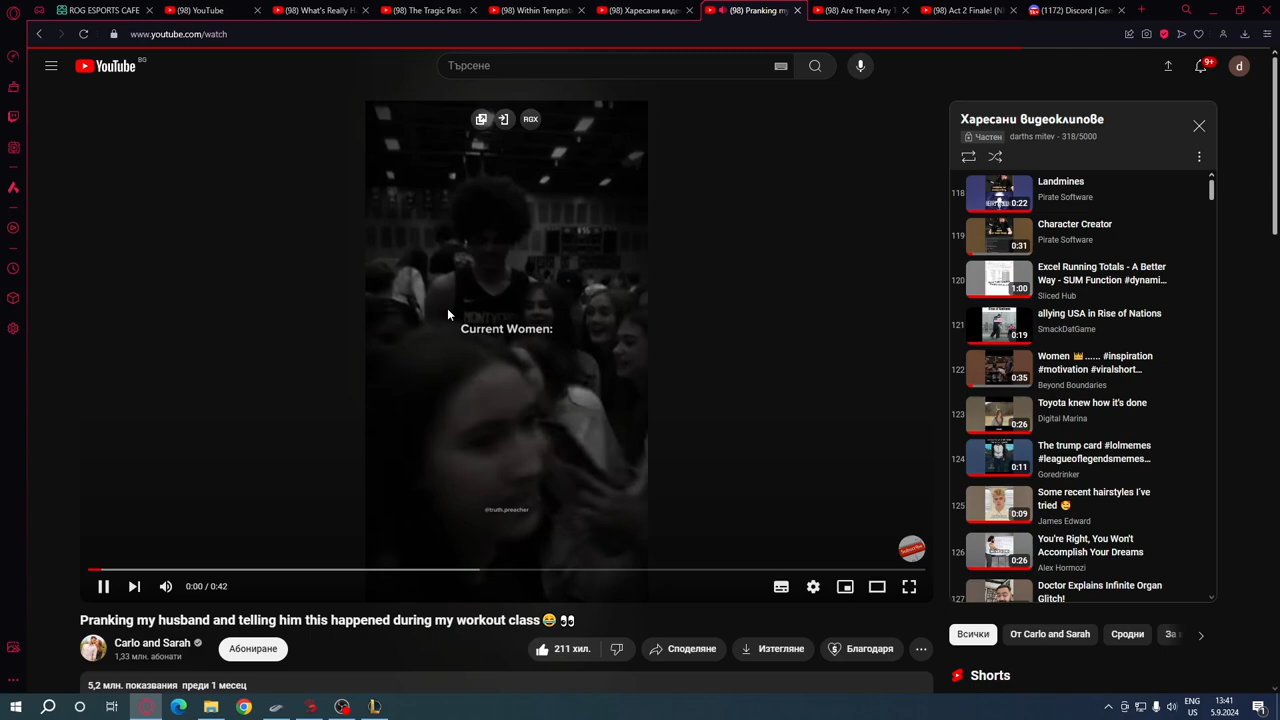 ROG ESPORTS CAFE
(98) YouTube
(98) What's Really H
(98) The Tragic Past
(98) Within Temptat
(98) Харесани виде
(98) Pranking my
(98) Are There Any T
(98) Act 2 Finale! (N
(1172) Discord | Gen
www.youtube.com/watch
YouTube BG
Търсене
9+
d
RGX
Current Women:
@truth.preacher
Subscribe
0:00 / 0:42
Pranking my husband and telling him this happened during my workout class 😂 👀
Carlo and Sarah
1,33 млн. абонати
Абониране
211 хил.
Споделяне
Изтегляне
Благодаря
5,2 млн. показвания преди 1 месец
Харесани видеоклипове
Частен darths mitev - 318/5000
118
0:22
Landmines
Pirate Software
119
0:31
Character Creator
Pirate Software
120
1:00
Excel Running Totals - A Better
Way - SUM Function #dynami...
Sliced Hub
121
0:19
allying USA in Rise of Nations
SmackDatGame
122
0:35
Women 👑 ...... #inspiration
#motivation #viralshort...
Beyond Boundaries
123
0:26
Toyota knew how it's done
Digital Marina
124
0:11
The trump card #lolmemes
#leagueoflegendsmemes...
Goredrinker
125
0:09
Some recent hairstyles i've
tried 🥰
James Edward
126
0:26
You're Right, You Won't
Accomplish Your Dreams
Alex Hormozi
127
Doctor Explains Infinite Organ
Glitch!
Всички
От Carlo and Sarah
Сродни
За
Shorts
ENG
US
13:41
5.9.2024